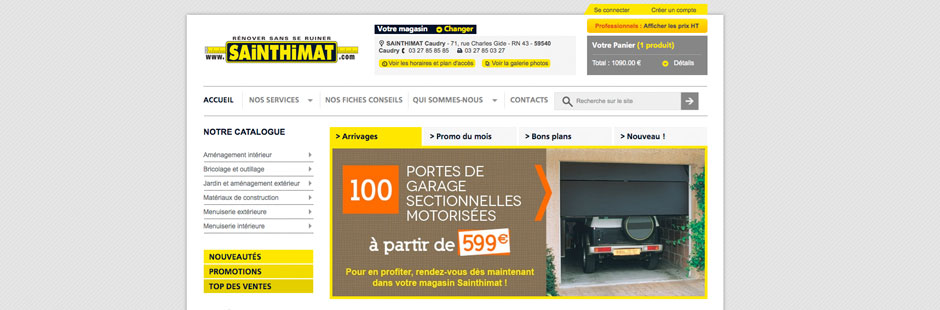 Se connecter
Créer un compte
RÉNOVER SANS SE RUINER
www.SAiNTHiMAT.com
Votre magasin Changer
SAINTHIMAT Caudry - 71, rue Charles Gide - RN 43 - 59540
Caudry 03 27 85 85 85 03 27 85 03 27
Voir les horaires et plan d'accès Voir la galerie photos
Professionnels : Afficher les prix HT
Votre Panier (1 produit)
Total : 1090.00 € Détails
ACCUEIL NOS SERVICES NOS FICHES CONSEILS QUI SOMMES-NOUS CONTACTS
Recherche sur le site
NOTRE CATALOGUE
Aménagement intérieur
Bricolage et outillage
Jardin et aménagement extérieur
Matériaux de construction
Menuiserie extérieure
Menuiserie intérieure
NOUVEAUTÉS
PROMOTIONS
TOP DES VENTES
> Arrivages > Promo du mois > Bons plans > Nouveau !
100
PORTES DE
GARAGE
SECTIONNELLES
MOTORISÉES
à partir de 599€
Pour en profiter, rendez-vous dès maintenant
dans votre magasin Sainthimat !